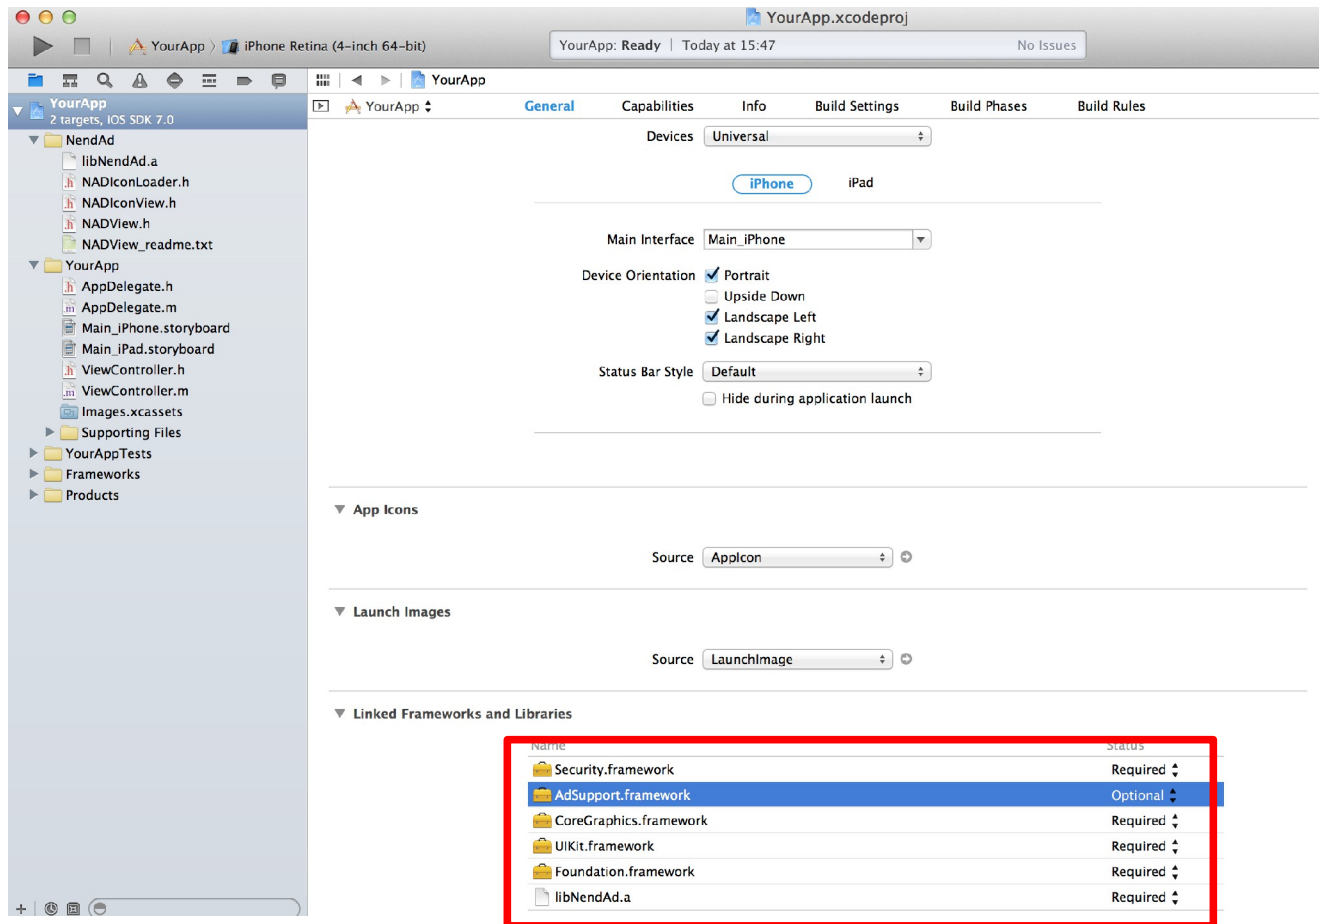 YourApp.xcodeproj
YourApp iPhone Retina (4-inch 64-bit)
YourApp: Ready | Today at 15:47 No Issues
YourApp
YourApp
2 targets, iOS SDK 7.0
NendAd
libNendAd.a
NADIconLoader.h
NADIconView.h
NADView.h
NADView_readme.txt
YourApp
AppDelegate.h
AppDelegate.m
Main_iPhone.storyboard
Main_iPad.storyboard
ViewController.h
ViewController.m
Images.xcassets
Supporting Files
YourAppTests
Frameworks
Products
YourApp General Capabilities Info Build Settings Build Phases Build Rules
Devices Universal
iPhone iPad
Main Interface Main_iPhone
Device Orientation Portrait
Upside Down
Landscape Left
Landscape Right
Status Bar Style Default
Hide during application launch
App Icons
Source AppIcon
Launch Images
Source LaunchImage
Linked Frameworks and Libraries
Name Status
Security.framework Required
AdSupport.framework Optional
CoreGraphics.framework Required
UIKit.framework Required
Foundation.framework Required
libNendAd.a Required